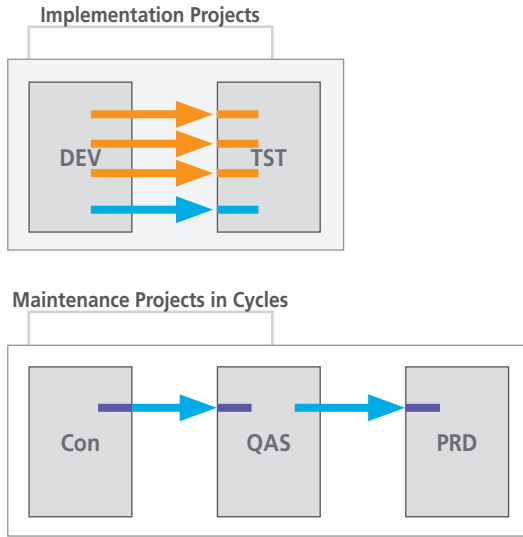 Implementation Projects
DEV
TST
Maintenance Projects in Cycles
Con
QAS
PRD